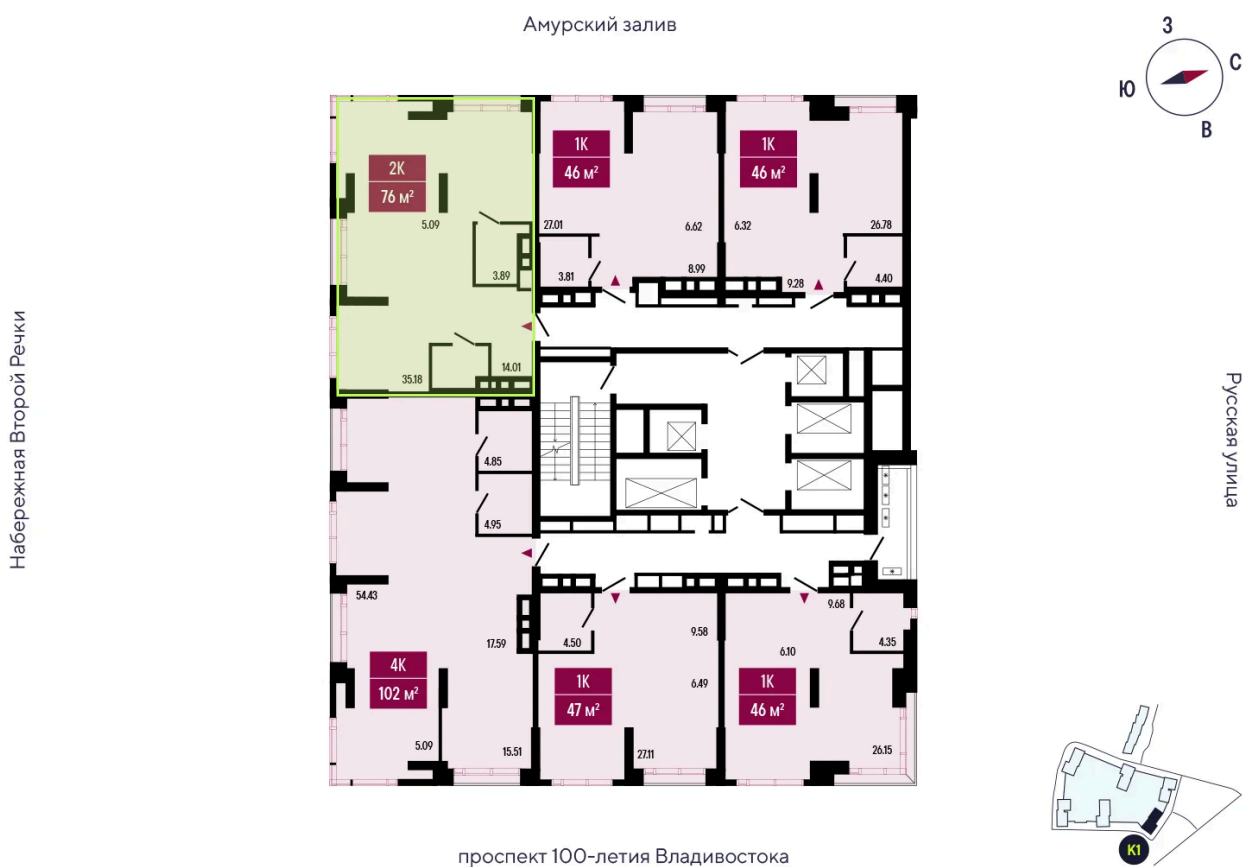 Амурский залив
З
С
Ю
В
2К
76 м²
5.09
3.89
35.18
14.01
1К
46 м²
27.01
6.62
3.81
8.99
1К
46 м²
6.32
26.78
9.28
4.40
Набережная Второй Речки
Русская улица
4.85
4.95
54.43
17.59
4К
102 м²
5.09
15.51
4.50
9.58
1К
47 м²
6.49
27.11
9.68
4.35
6.10
1К
46 м²
26.15
К1
проспект 100-летия Владивостока